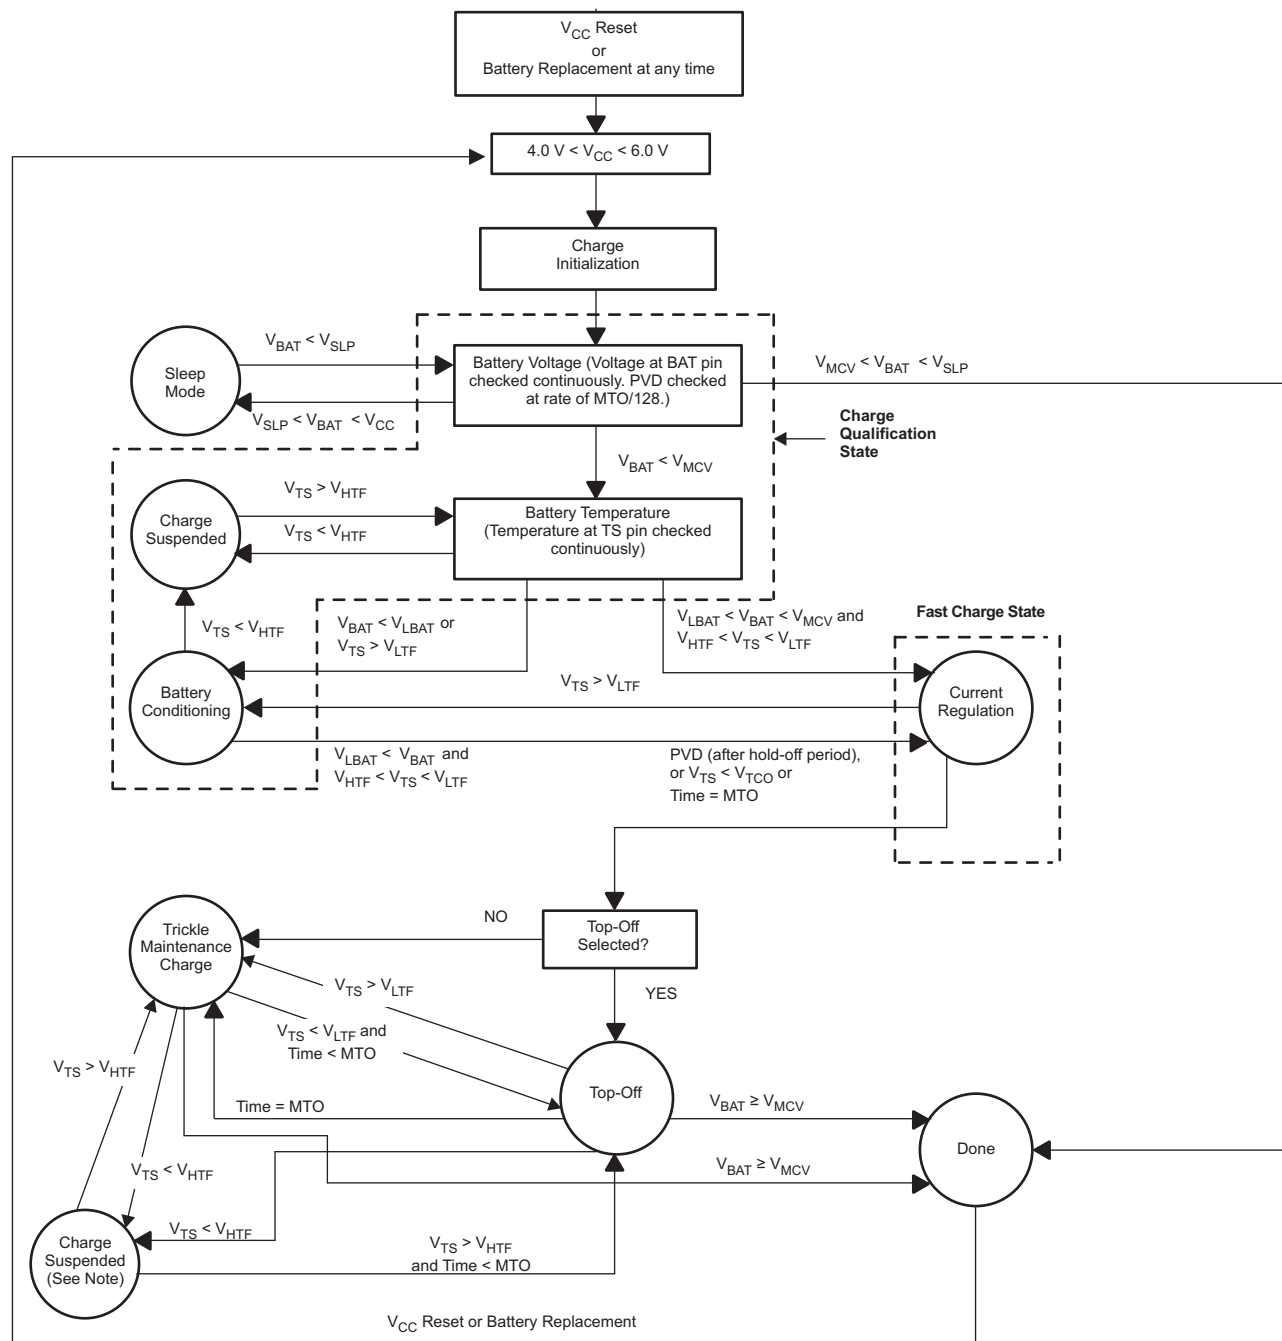 V_CC Reset
or
Battery Replacement at any time
4.0 V < V_CC < 6.0 V
Charge
Initialization
V_BAT < V_SLP
Sleep
Mode
V_SLP < V_BAT < V_CC
Battery Voltage (Voltage at BAT pin
checked continuously. PVD checked
at rate of MTO/128.)
V_MCV < V_BAT < V_SLP
Charge
Qualification
State
V_BAT < V_MCV
V_TS > V_HTF
Charge
Suspended
V_TS < V_HTF
Battery Temperature
(Temperature at TS pin checked
continuously)
V_TS < V_HTF
V_BAT < V_LBAT or
V_TS > V_LTF
V_LBAT < V_BAT < V_MCV and
V_HTF < V_TS < V_LTF
Fast Charge State
Battery
Conditioning
V_TS > V_LTF
Current
Regulation
V_LBAT < V_BAT and
V_HTF < V_TS < V_LTF
PVD (after hold-off period),
or V_TS < V_TCO or
Time = MTO
Trickle
Maintenance
Charge
NO
Top-Off
Selected?
YES
V_TS > V_LTF
V_TS < V_LTF and
Time < MTO
V_TS > V_HTF
Time = MTO
Top-Off
V_BAT ≥ V_MCV
Done
V_BAT ≥ V_MCV
V_TS < V_HTF
V_TS < V_HTF
Charge
Suspended
(See Note)
V_TS > V_HTF
and Time < MTO
V_CC Reset or Battery Replacement